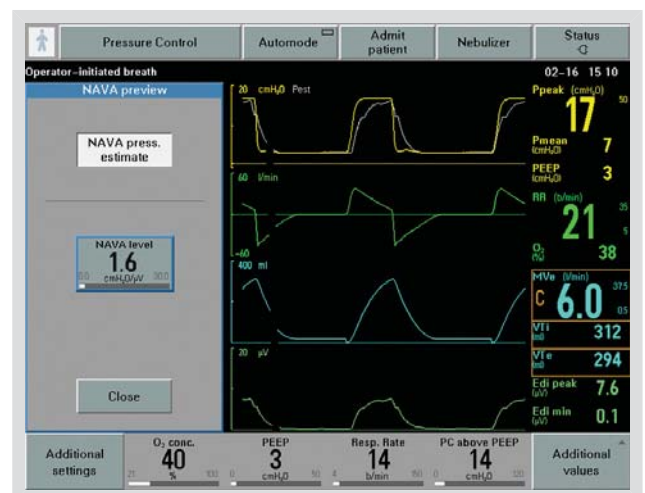 Pressure Control
Automode
Admit
patient
Nebulizer
Status
Operator-initiated breath
02-16 15 10
NAVA preview
NAVA press.
estimate
NAVA level
1.6
0.0 cmH₂O/µV 30.0
Close
20 cmH₂O Pest
60 l/min
-60
400 ml
20 µV
Ppeak (cmH₂O)
17
50
Pmean
(cmH₂O)
7
PEEP
(cmH₂O)
3
RR (b/min)
21
35
5
O₂
(%)
38
MVe (l/min)
C 6.0
37.5
0.5
VTi
(ml)
312
VTe
(ml)
294
Edi peak
(µV)
7.6
Edi min
(µV)
0.1
Additional
settings
O₂ conc.
40
21 % 100
PEEP
3
0 cmH₂O 50
Resp. Rate
14
4 b/min 150
PC above PEEP
14
0 cmH₂O 120
Additional
values